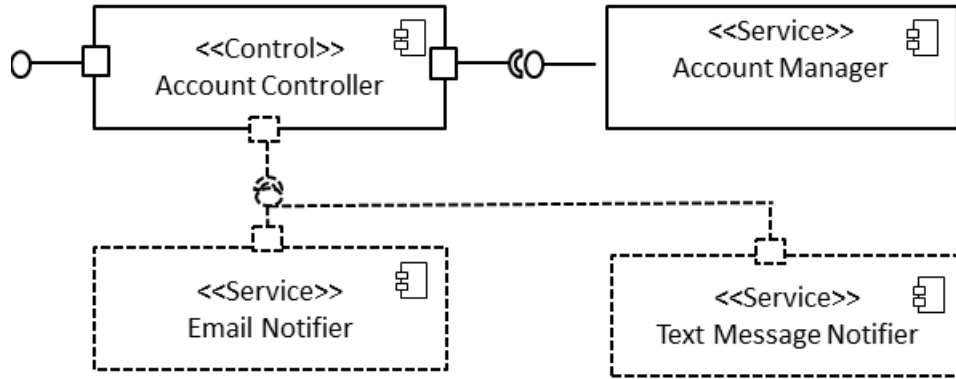 <<Control>>
Account Controller
<<Service>>
Account Manager
<<Service>>
Email Notifier
<<Service>>
Text Message Notifier